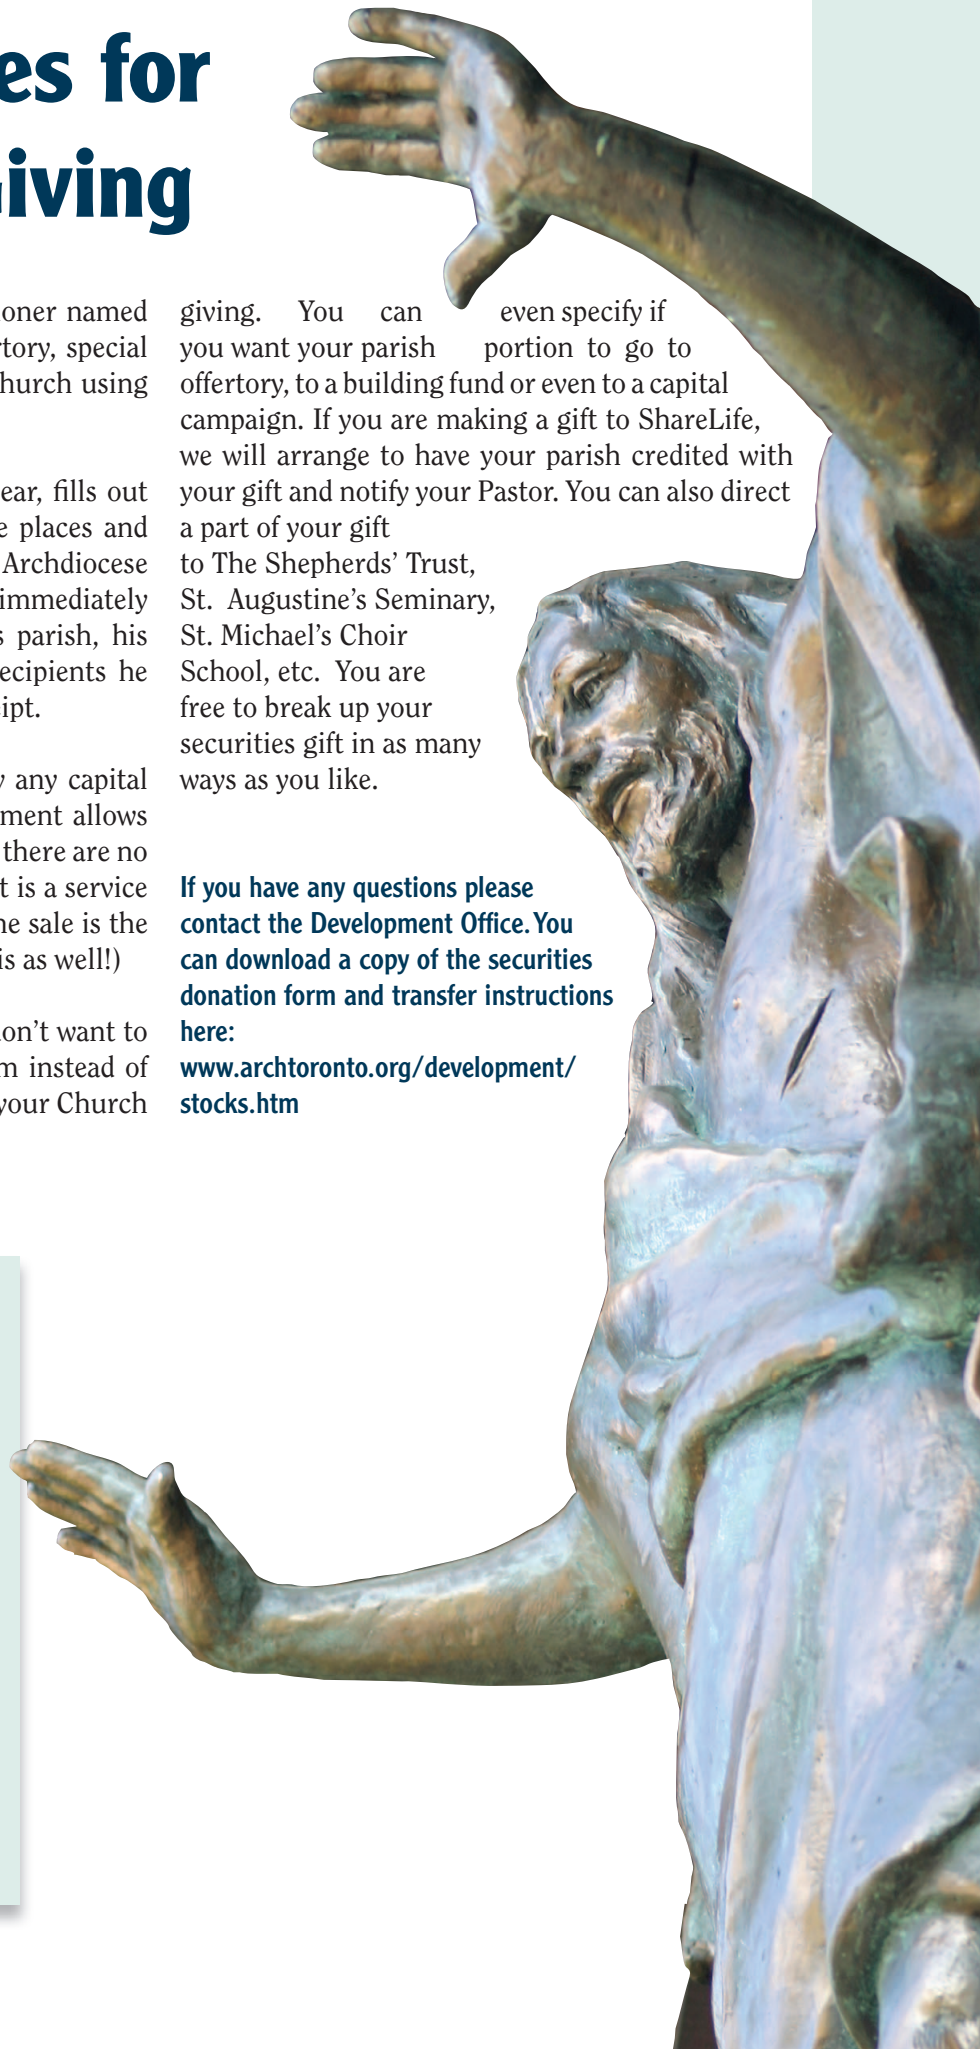 es for
iving
oner named
tory, special
hurch using
ear, fills out
e places and
Archdiocese
immediately
s parish, his
ecipients he
ipt.
y any capital
ment allows
there are no
t is a service
ne sale is the
is as well!)
on't want to
m instead of
your Church
giving. You can even specify if
you want your parish portion to go to
offertory, to a building fund or even to a capital
campaign. If you are making a gift to ShareLife,
we will arrange to have your parish credited with
your gift and notify your Pastor. You can also direct
a part of your gift
to The Shepherds' Trust,
St. Augustine's Seminary,
St. Michael's Choir
School, etc. You are
free to break up your
securities gift in as many
ways as you like.
If you have any questions please
contact the Development Office. You
can download a copy of the securities
donation form and transfer instructions
here:
www.archtoronto.org/development/
stocks.htm